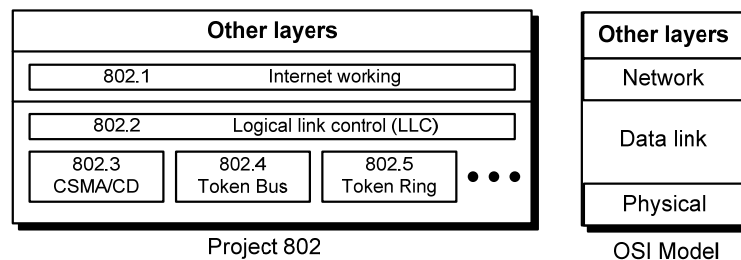 Other layers
802.1 Internet working
802.2 Logical link control (LLC)
802.3
CSMA/CD
802.4
Token Bus
802.5
Token Ring
Project 802
Other layers
Network
Data link
Physical
OSI Model